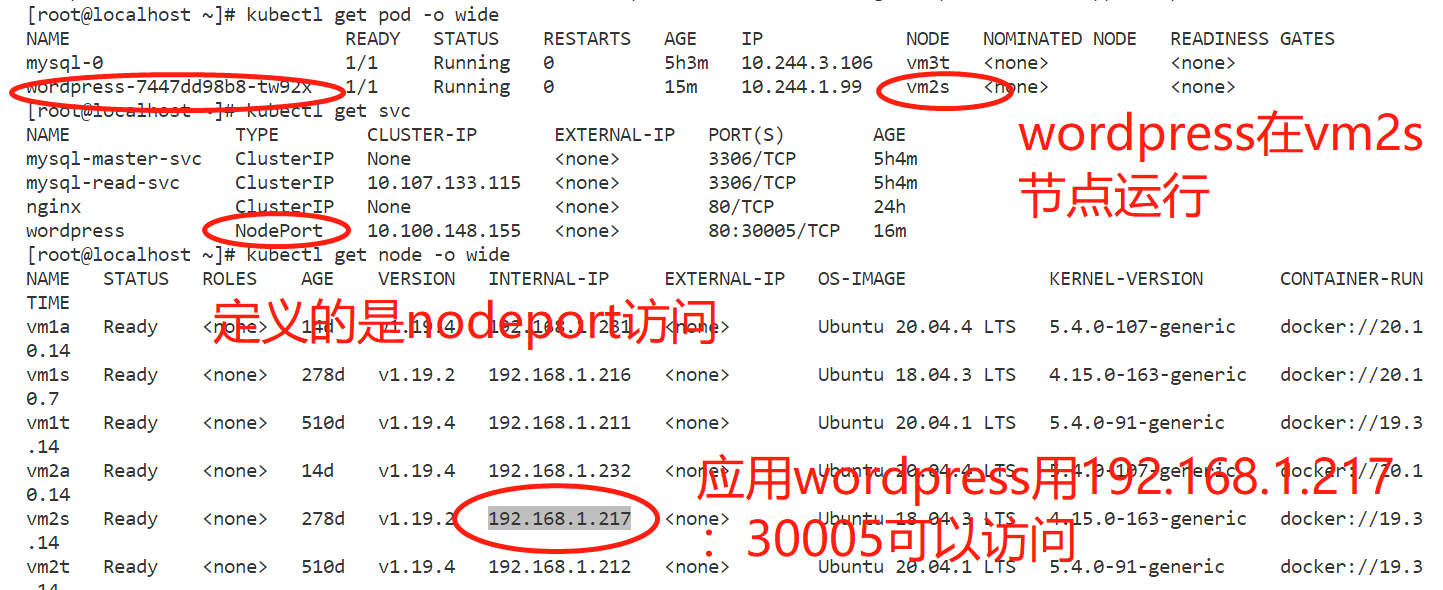 [root@localhost ~]# kubectl get pod -o wide
NAME READY STATUS RESTARTS AGE IP NODE NOMINATED NODE READINESS GATES
mysql-0 1/1 Running 0 5h3m 10.244.3.106 vm3t <none> <none>
wordpress-7447dd98b8-tw92x 1/1 Running 0 15m 10.244.1.99 vm2s <none> <none>
[root@localhost ~]# kubectl get svc
NAME TYPE CLUSTER-IP EXTERNAL-IP PORT(S) AGE
mysql-master-svc ClusterIP None <none> 3306/TCP 5h4m
mysql-read-svc ClusterIP 10.107.133.115 <none> 3306/TCP 5h4m
nginx ClusterIP None <none> 80/TCP 24h
wordpress NodePort 10.100.148.155 <none> 80:30005/TCP 16m
wordpress在vm2s
节点运行
[root@localhost ~]# kubectl get node -o wide
NAME STATUS ROLES AGE VERSION INTERNAL-IP EXTERNAL-IP OS-IMAGE KERNEL-VERSION CONTAINER-RUN
TIME
定义的是nodeport访问
vm1a Ready <none> 14d v1.19.4 192.168.1.231 <none> Ubuntu 20.04.4 LTS 5.4.0-107-generic docker://20.1
0.14
vm1s Ready <none> 278d v1.19.2 192.168.1.216 <none> Ubuntu 18.04.3 LTS 4.15.0-163-generic docker://20.1
0.7
vm1t Ready <none> 510d v1.19.4 192.168.1.211 <none> Ubuntu 20.04.1 LTS 5.4.0-91-generic docker://19.3
.14
vm2a Ready <none> 14d v1.19.4 192.168.1.232 <none> Ubuntu 20.04.4 LTS 5.4.0-107-generic docker://20.1
0.14
应用wordpress用192.168.1.217
：30005可以访问
vm2s Ready <none> 278d v1.19.2 192.168.1.217 <none> Ubuntu 18.04.3 LTS 4.15.0-163-generic docker://19.3
.14
vm2t Ready <none> 510d v1.19.4 192.168.1.212 <none> Ubuntu 20.04.1 LTS 5.4.0-91-generic docker://19.3
.14